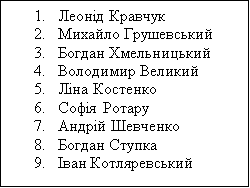 1. Леонід Кравчук
2. Михайло Грушевський
3. Богдан Хмельницький
4. Володимир Великий
5. Ліна Костенко
6. Софія Ротару
7. Андрій Шевченко
8. Богдан Ступка
9. Іван Котляревський